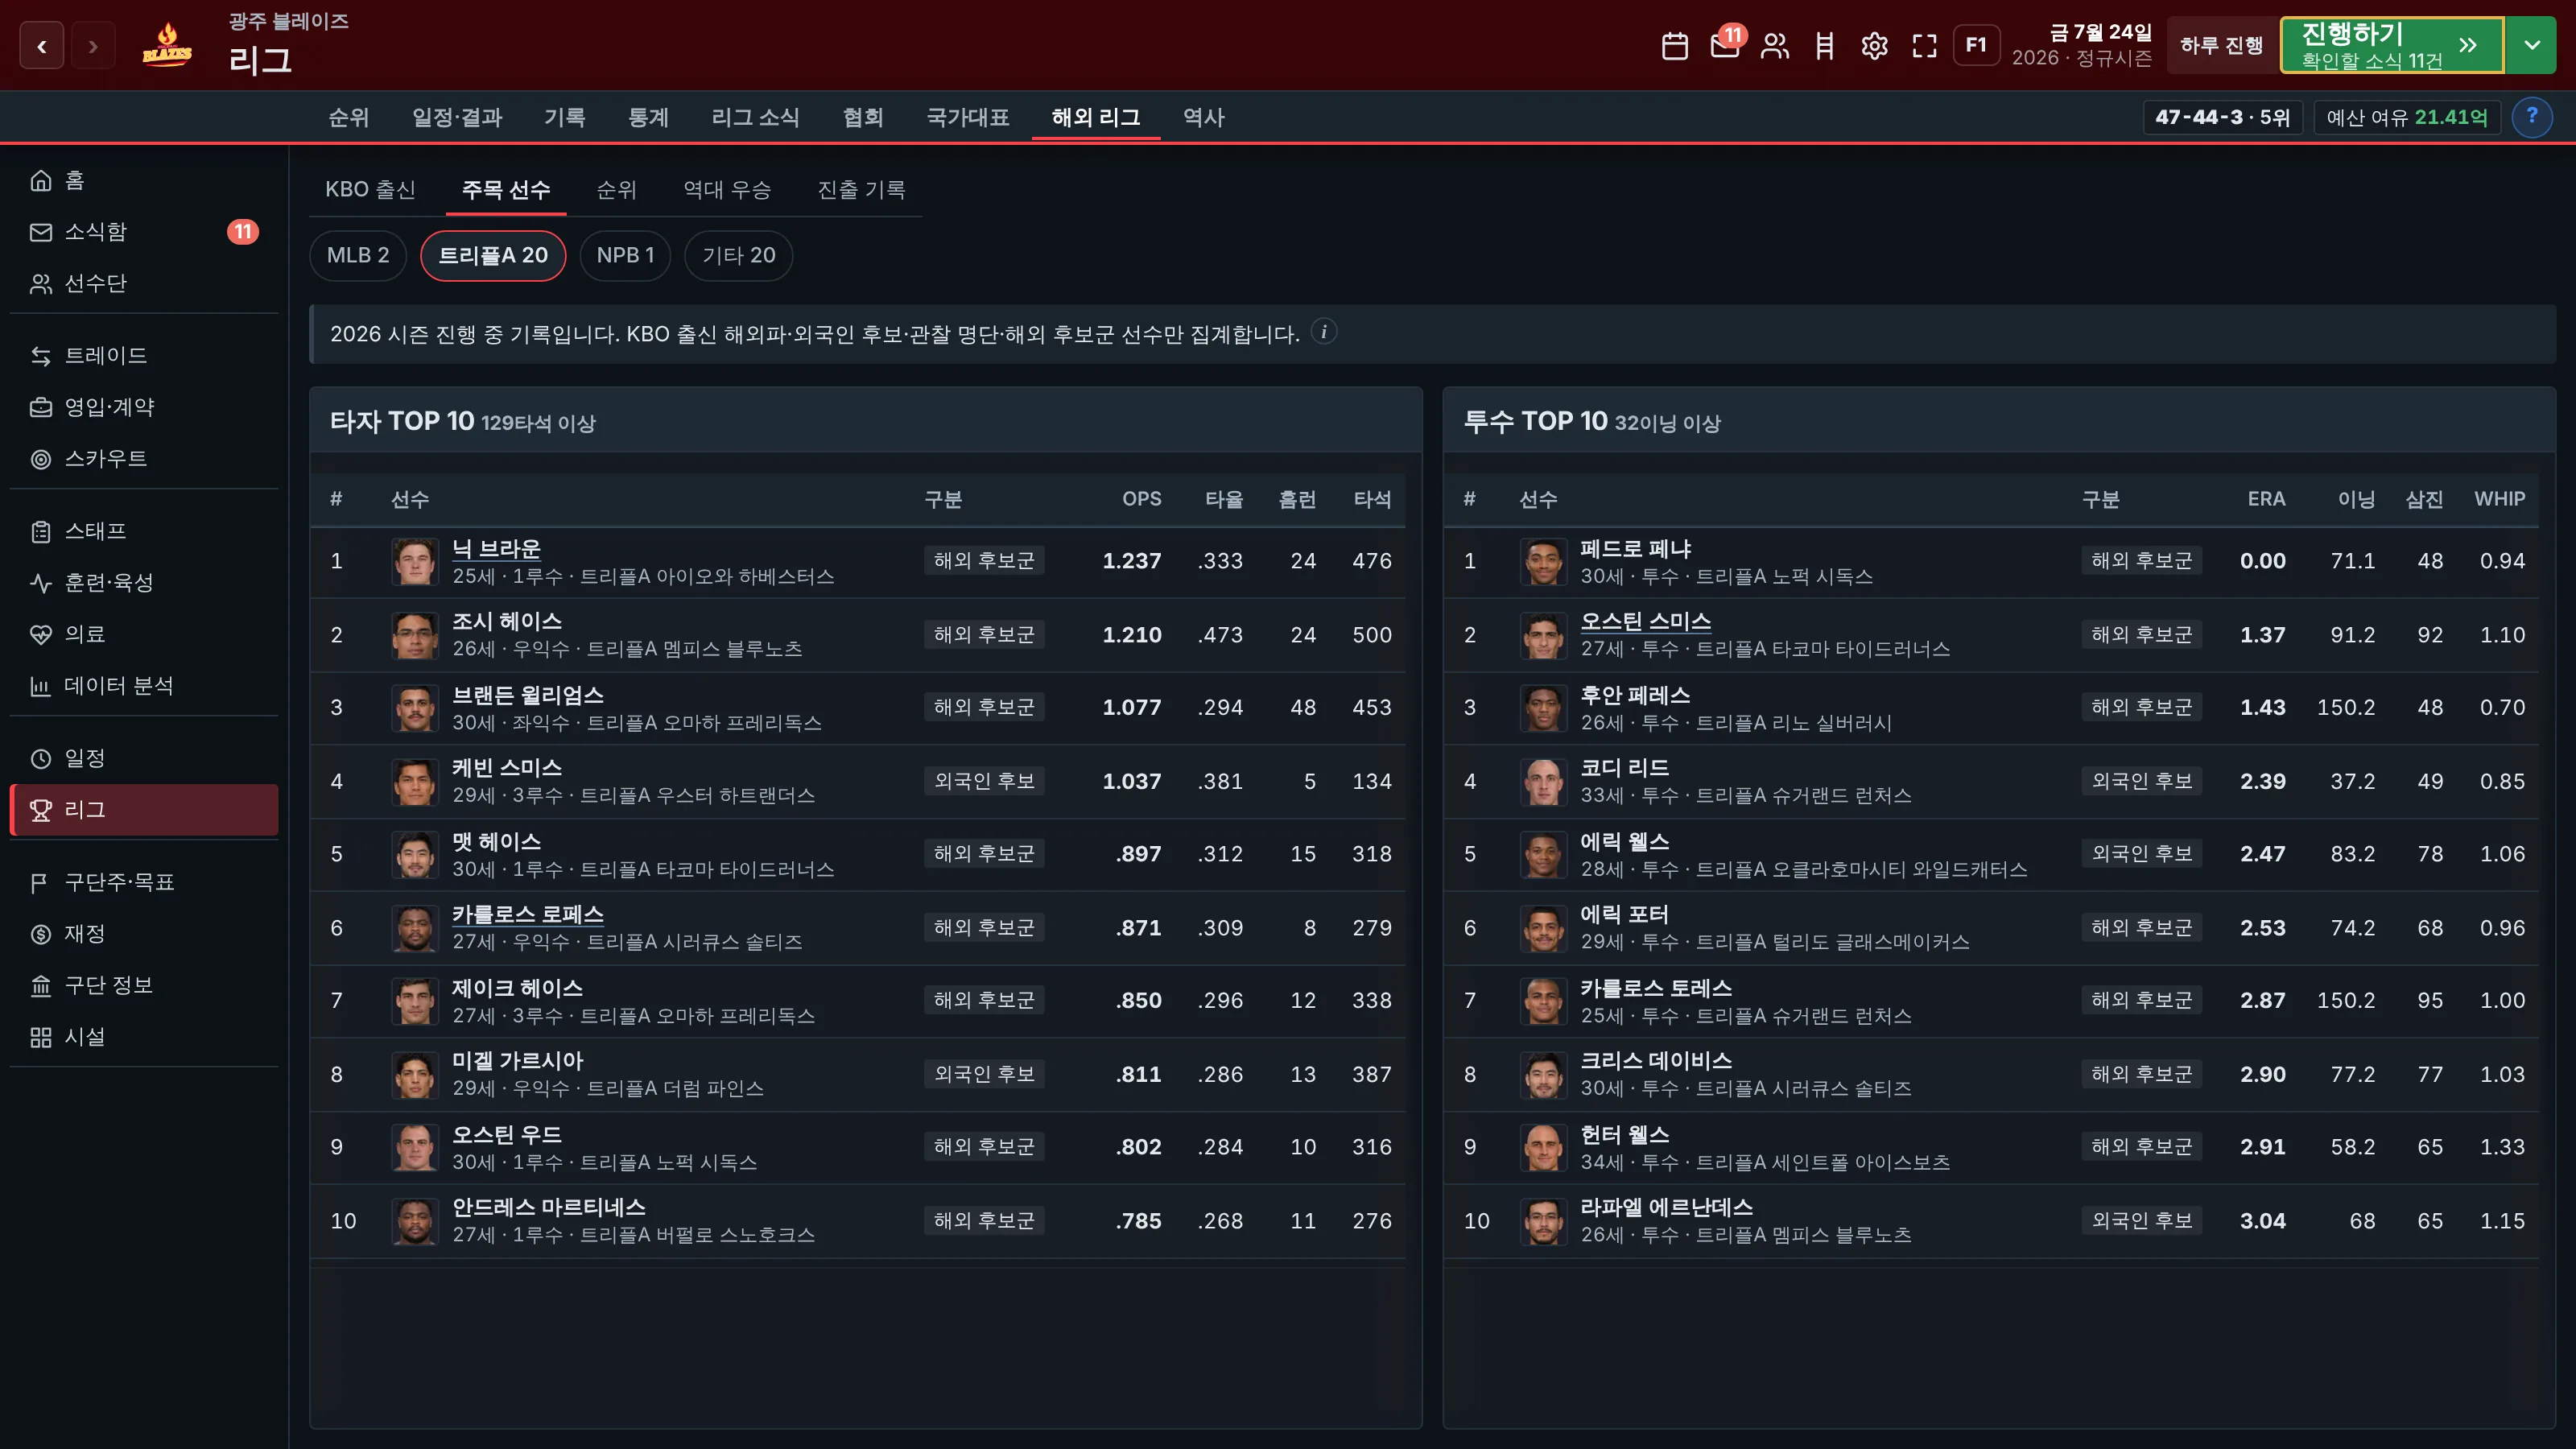 광주 블레이즈
리그
BLAZES
11
F1
금 7월 24일
2026 · 정규시즌
하루 진행
진행하기
확인할 소식 11건
순위 일정·결과 기록 통계 리그 소식 협회 국가대표 해외 리그 역사
47-44-3 · 5위
예산 여유 21.41억
?
홈
소식함 11
선수단
트레이드
영입·계약
스카우트
스태프
훈련·육성
의료
데이터 분석
일정
리그
구단주·목표
재정
구단 정보
시설
KBO 출신 주목 선수 순위 역대 우승 진출 기록
MLB 2 트리플A 20 NPB 1 기타 20
2026 시즌 진행 중 기록입니다. KBO 출신 해외파·외국인 후보·관찰 명단·해외 후보군 선수만 집계합니다. i
타자 TOP 10 129타석 이상
# 선수 구분 OPS 타율 홈런 타석
1 닉 브라운 해외 후보군 1.237 .333 24 476
25세 · 1루수 · 트리플A 아이오와 하베스터스
2 조시 헤이스 해외 후보군 1.210 .473 24 500
26세 · 우익수 · 트리플A 멤피스 블루노츠
3 브랜든 윌리엄스 해외 후보군 1.077 .294 48 453
30세 · 좌익수 · 트리플A 오마하 프레리독스
4 케빈 스미스 외국인 후보 1.037 .381 5 134
29세 · 3루수 · 트리플A 우스터 하트랜더스
5 맷 헤이스 해외 후보군 .897 .312 15 318
30세 · 1루수 · 트리플A 타코마 타이드러너스
6 카를로스 로페스 해외 후보군 .871 .309 8 279
27세 · 우익수 · 트리플A 시러큐스 솔티즈
7 제이크 헤이스 해외 후보군 .850 .296 12 338
27세 · 3루수 · 트리플A 오마하 프레리독스
8 미겔 가르시아 외국인 후보 .811 .286 13 387
29세 · 우익수 · 트리플A 더럼 파인스
9 오스틴 우드 해외 후보군 .802 .284 10 316
30세 · 1루수 · 트리플A 노퍽 시독스
10 안드레스 마르티네스 해외 후보군 .785 .268 11 276
27세 · 1루수 · 트리플A 버펄로 스노호크스
투수 TOP 10 32이닝 이상
# 선수 구분 ERA 이닝 삼진 WHIP
1 페드로 페냐 해외 후보군 0.00 71.1 48 0.94
30세 · 투수 · 트리플A 노퍽 시독스
2 오스틴 스미스 해외 후보군 1.37 91.2 92 1.10
27세 · 투수 · 트리플A 타코마 타이드러너스
3 후안 페레스 해외 후보군 1.43 150.2 48 0.70
26세 · 투수 · 트리플A 리노 실버러시
4 코디 리드 외국인 후보 2.39 37.2 49 0.85
33세 · 투수 · 트리플A 슈거랜드 런처스
5 에릭 웰스 외국인 후보 2.47 83.2 78 1.06
28세 · 투수 · 트리플A 오클라호마시티 와일드캐터스
6 에릭 포터 해외 후보군 2.53 74.2 68 0.96
29세 · 투수 · 트리플A 털리도 글래스메이커스
7 카를로스 토레스 해외 후보군 2.87 150.2 95 1.00
25세 · 투수 · 트리플A 슈거랜드 런처스
8 크리스 데이비스 해외 후보군 2.90 77.2 77 1.03
30세 · 투수 · 트리플A 시러큐스 솔티즈
9 헌터 웰스 해외 후보군 2.91 58.2 65 1.33
34세 · 투수 · 트리플A 세인트폴 아이스보츠
10 라파엘 에르난데스 외국인 후보 3.04 68 65 1.15
26세 · 투수 · 트리플A 멤피스 블루노츠